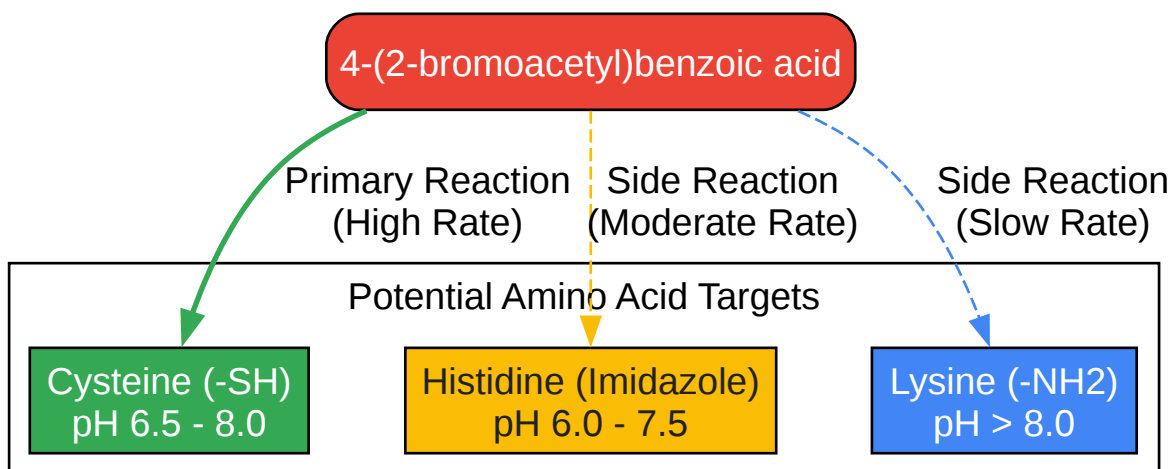 4-(2-bromoacetyl)benzoic acid
Primary Reaction
(High Rate)
Side Reaction
(Moderate Rate)
Side Reaction
(Slow Rate)
Potential Amino Acid Targets
Cysteine (-SH)
pH 6.5 - 8.0
Histidine (Imidazole)
pH 6.0 - 7.5
Lysine (-NH2)
pH > 8.0